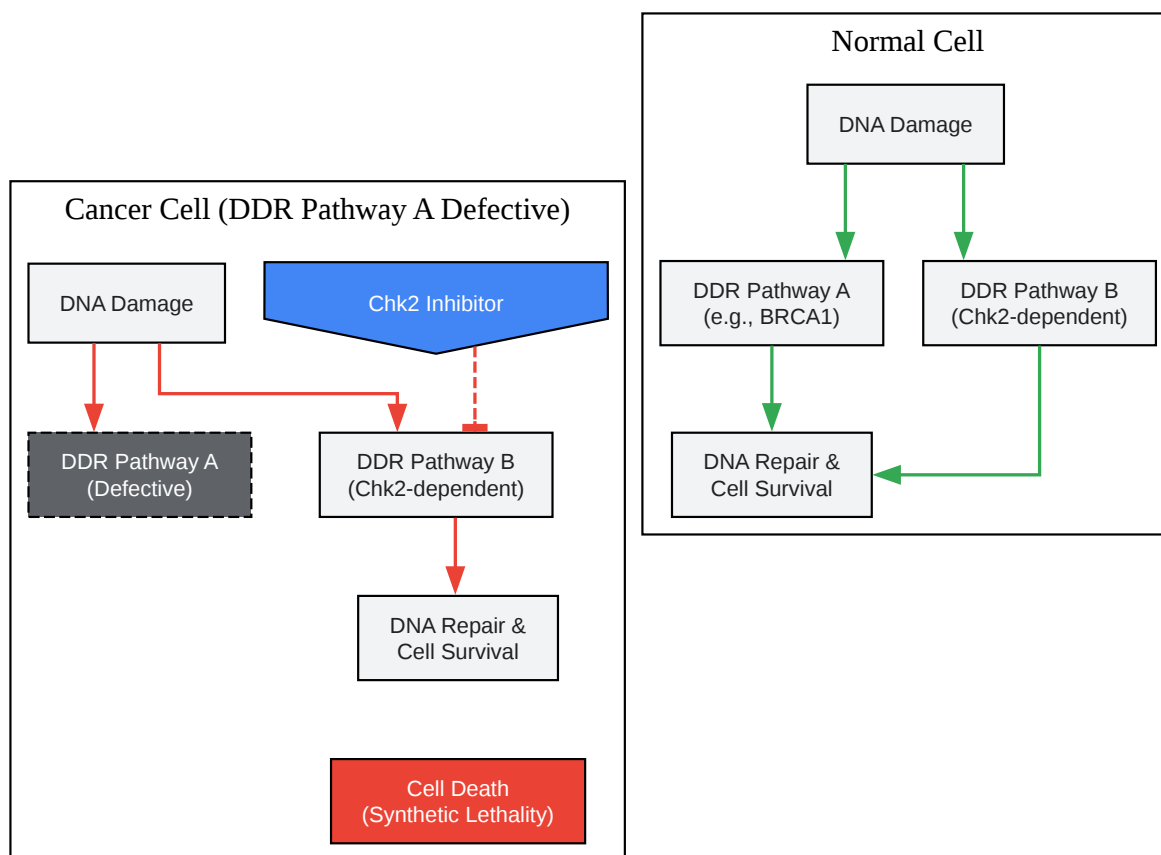 Cancer Cell (DDR Pathway A Defective)
DNA Damage
Chk2 Inhibitor
DDR Pathway A
(Defective)
DDR Pathway B
(Chk2-dependent)
DNA Repair &
Cell Survival
Cell Death
(Synthetic Lethality)
Normal Cell
DNA Damage
DDR Pathway A
(e.g., BRCA1)
DDR Pathway B
(Chk2-dependent)
DNA Repair &
Cell Survival